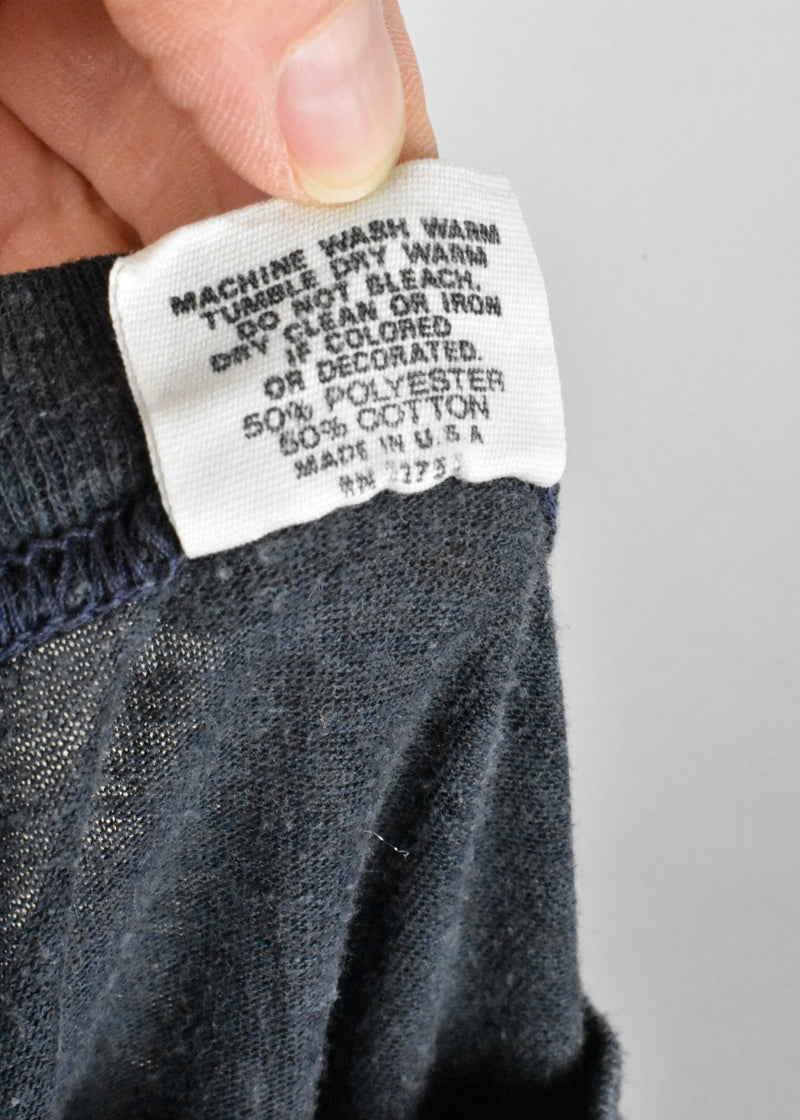 MACHINE WASH WARM
TUMBLE DRY WARM
DO NOT BLEACH.
DRY CLEAN OR IRON
IF COLORED
OR DECORATED.
50% POLYESTER
50% COTTON
MADE IN U.S.A
RN